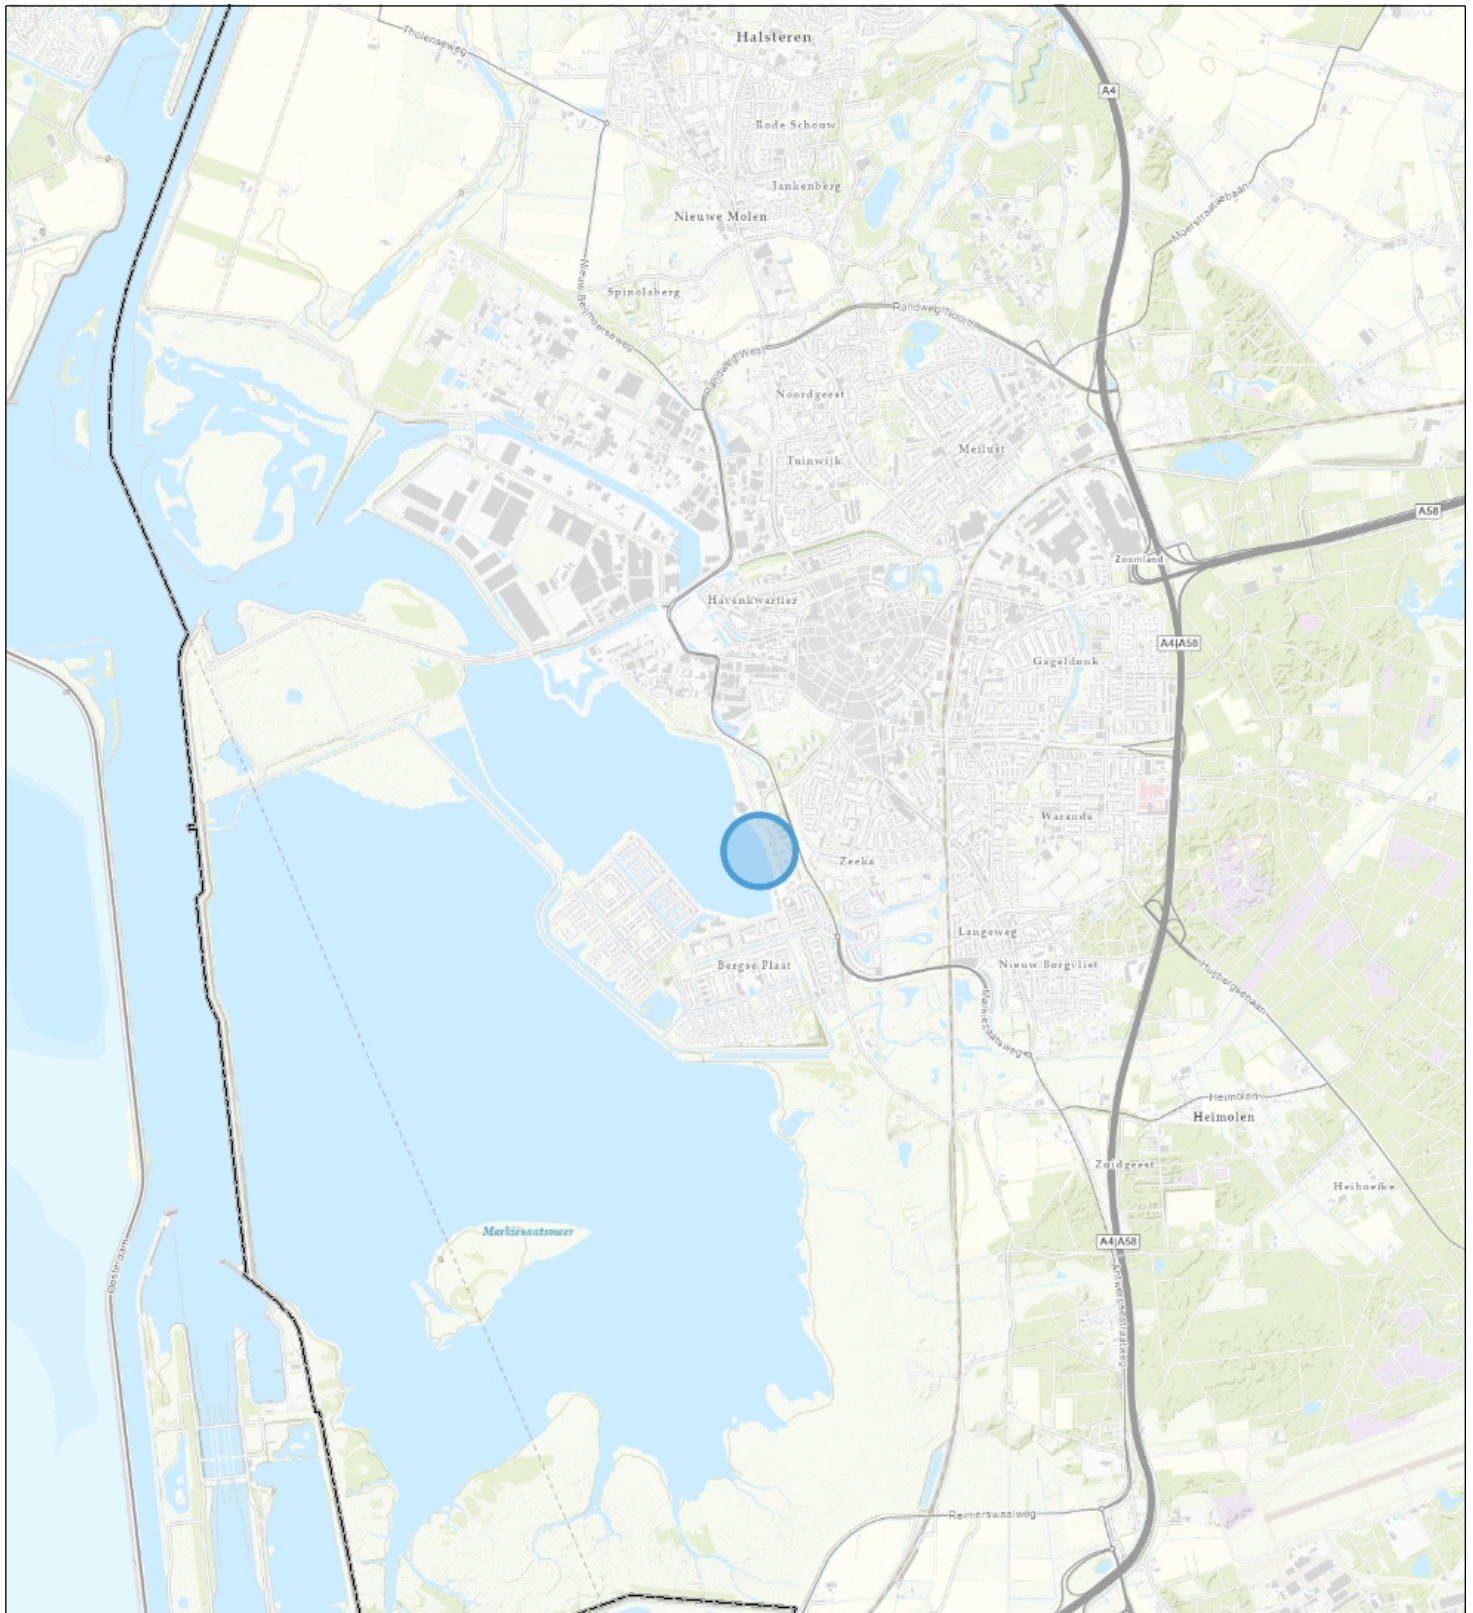 Halsteren
Tholenseweg
A4
Rode Schouw
Jankenberg
Nieuwe Molen
Moerstraatsebaan
Spinolaberg
Nieuw-Beijmoerseweg
Randweg-Noord
Randweg-West
Noordgeest
Meilust
Tuinwijk
A58
Zoomland
Havenkwartier
A4|A58
Gageldonk
Warande
Zeeka
Langeweg
Bergse Plaat
Nieuw Borgvliet
Huijbergsebaan
Markiezaatsweg
Heimolen
Heimolen
Zuidgeest
Heihoefke
Markiezaatsmeer
A4|A58
Oesterdam
Antwerpsestraatweg
Reimerswaalweg